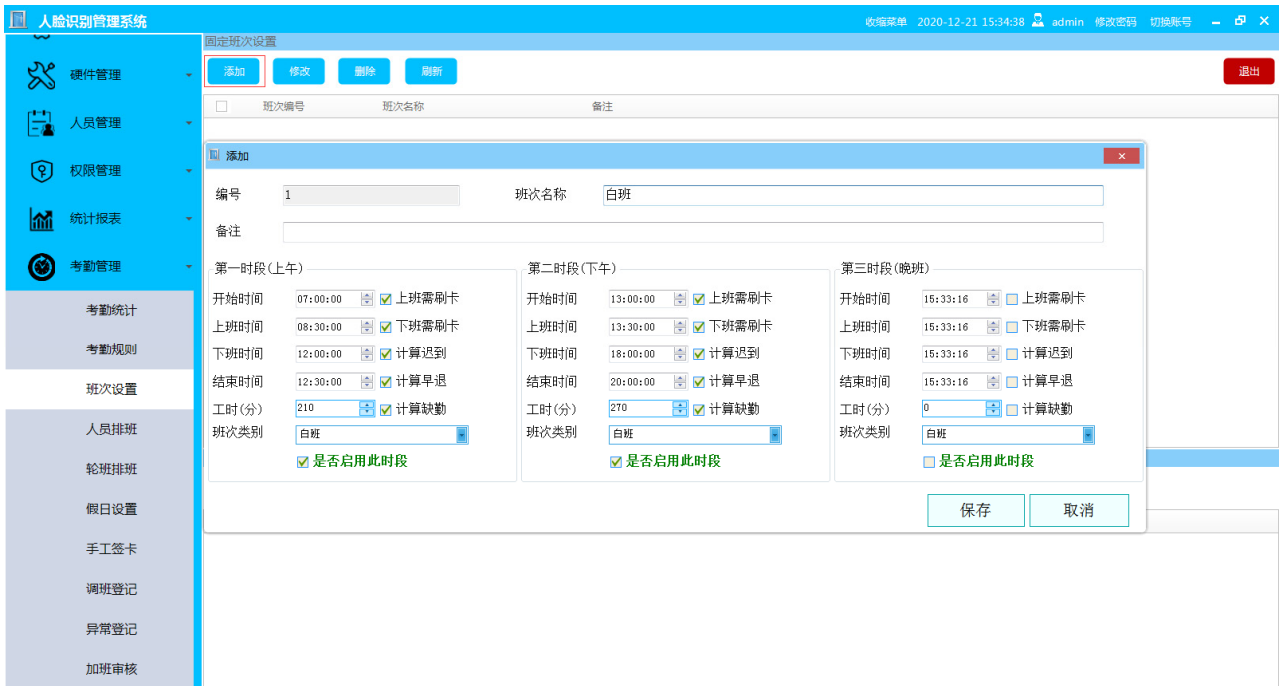 人脸识别管理系统 收缩菜单 2020-12-21 15:34:38 admin 修改密码 切换账号
固定班次设置
硬件管理
人员管理
权限管理
统计报表
考勤管理
考勤统计
考勤规则
班次设置
人员排班
轮班排班
假日设置
手工签卡
调班登记
异常登记
加班审核
添加 修改 删除 刷新 退出
班次编号 班次名称 备注
添加
编号 1 班次名称 白班
备注
第一时段(上午)
开始时间 07:00:00 上班需刷卡
上班时间 08:30:00 下班需刷卡
下班时间 12:00:00 计算迟到
结束时间 12:30:00 计算早退
工时(分) 210 计算缺勤
班次类别 白班
是否启用此时段
第二时段(下午)
开始时间 13:00:00 上班需刷卡
上班时间 13:30:00 下班需刷卡
下班时间 18:00:00 计算迟到
结束时间 20:00:00 计算早退
工时(分) 270 计算缺勤
班次类别 白班
是否启用此时段
第三时段(晚班)
开始时间 15:33:16 上班需刷卡
上班时间 15:33:16 下班需刷卡
下班时间 15:33:16 计算迟到
结束时间 15:33:16 计算早退
工时(分) 0 计算缺勤
班次类别 白班
是否启用此时段
保存 取消